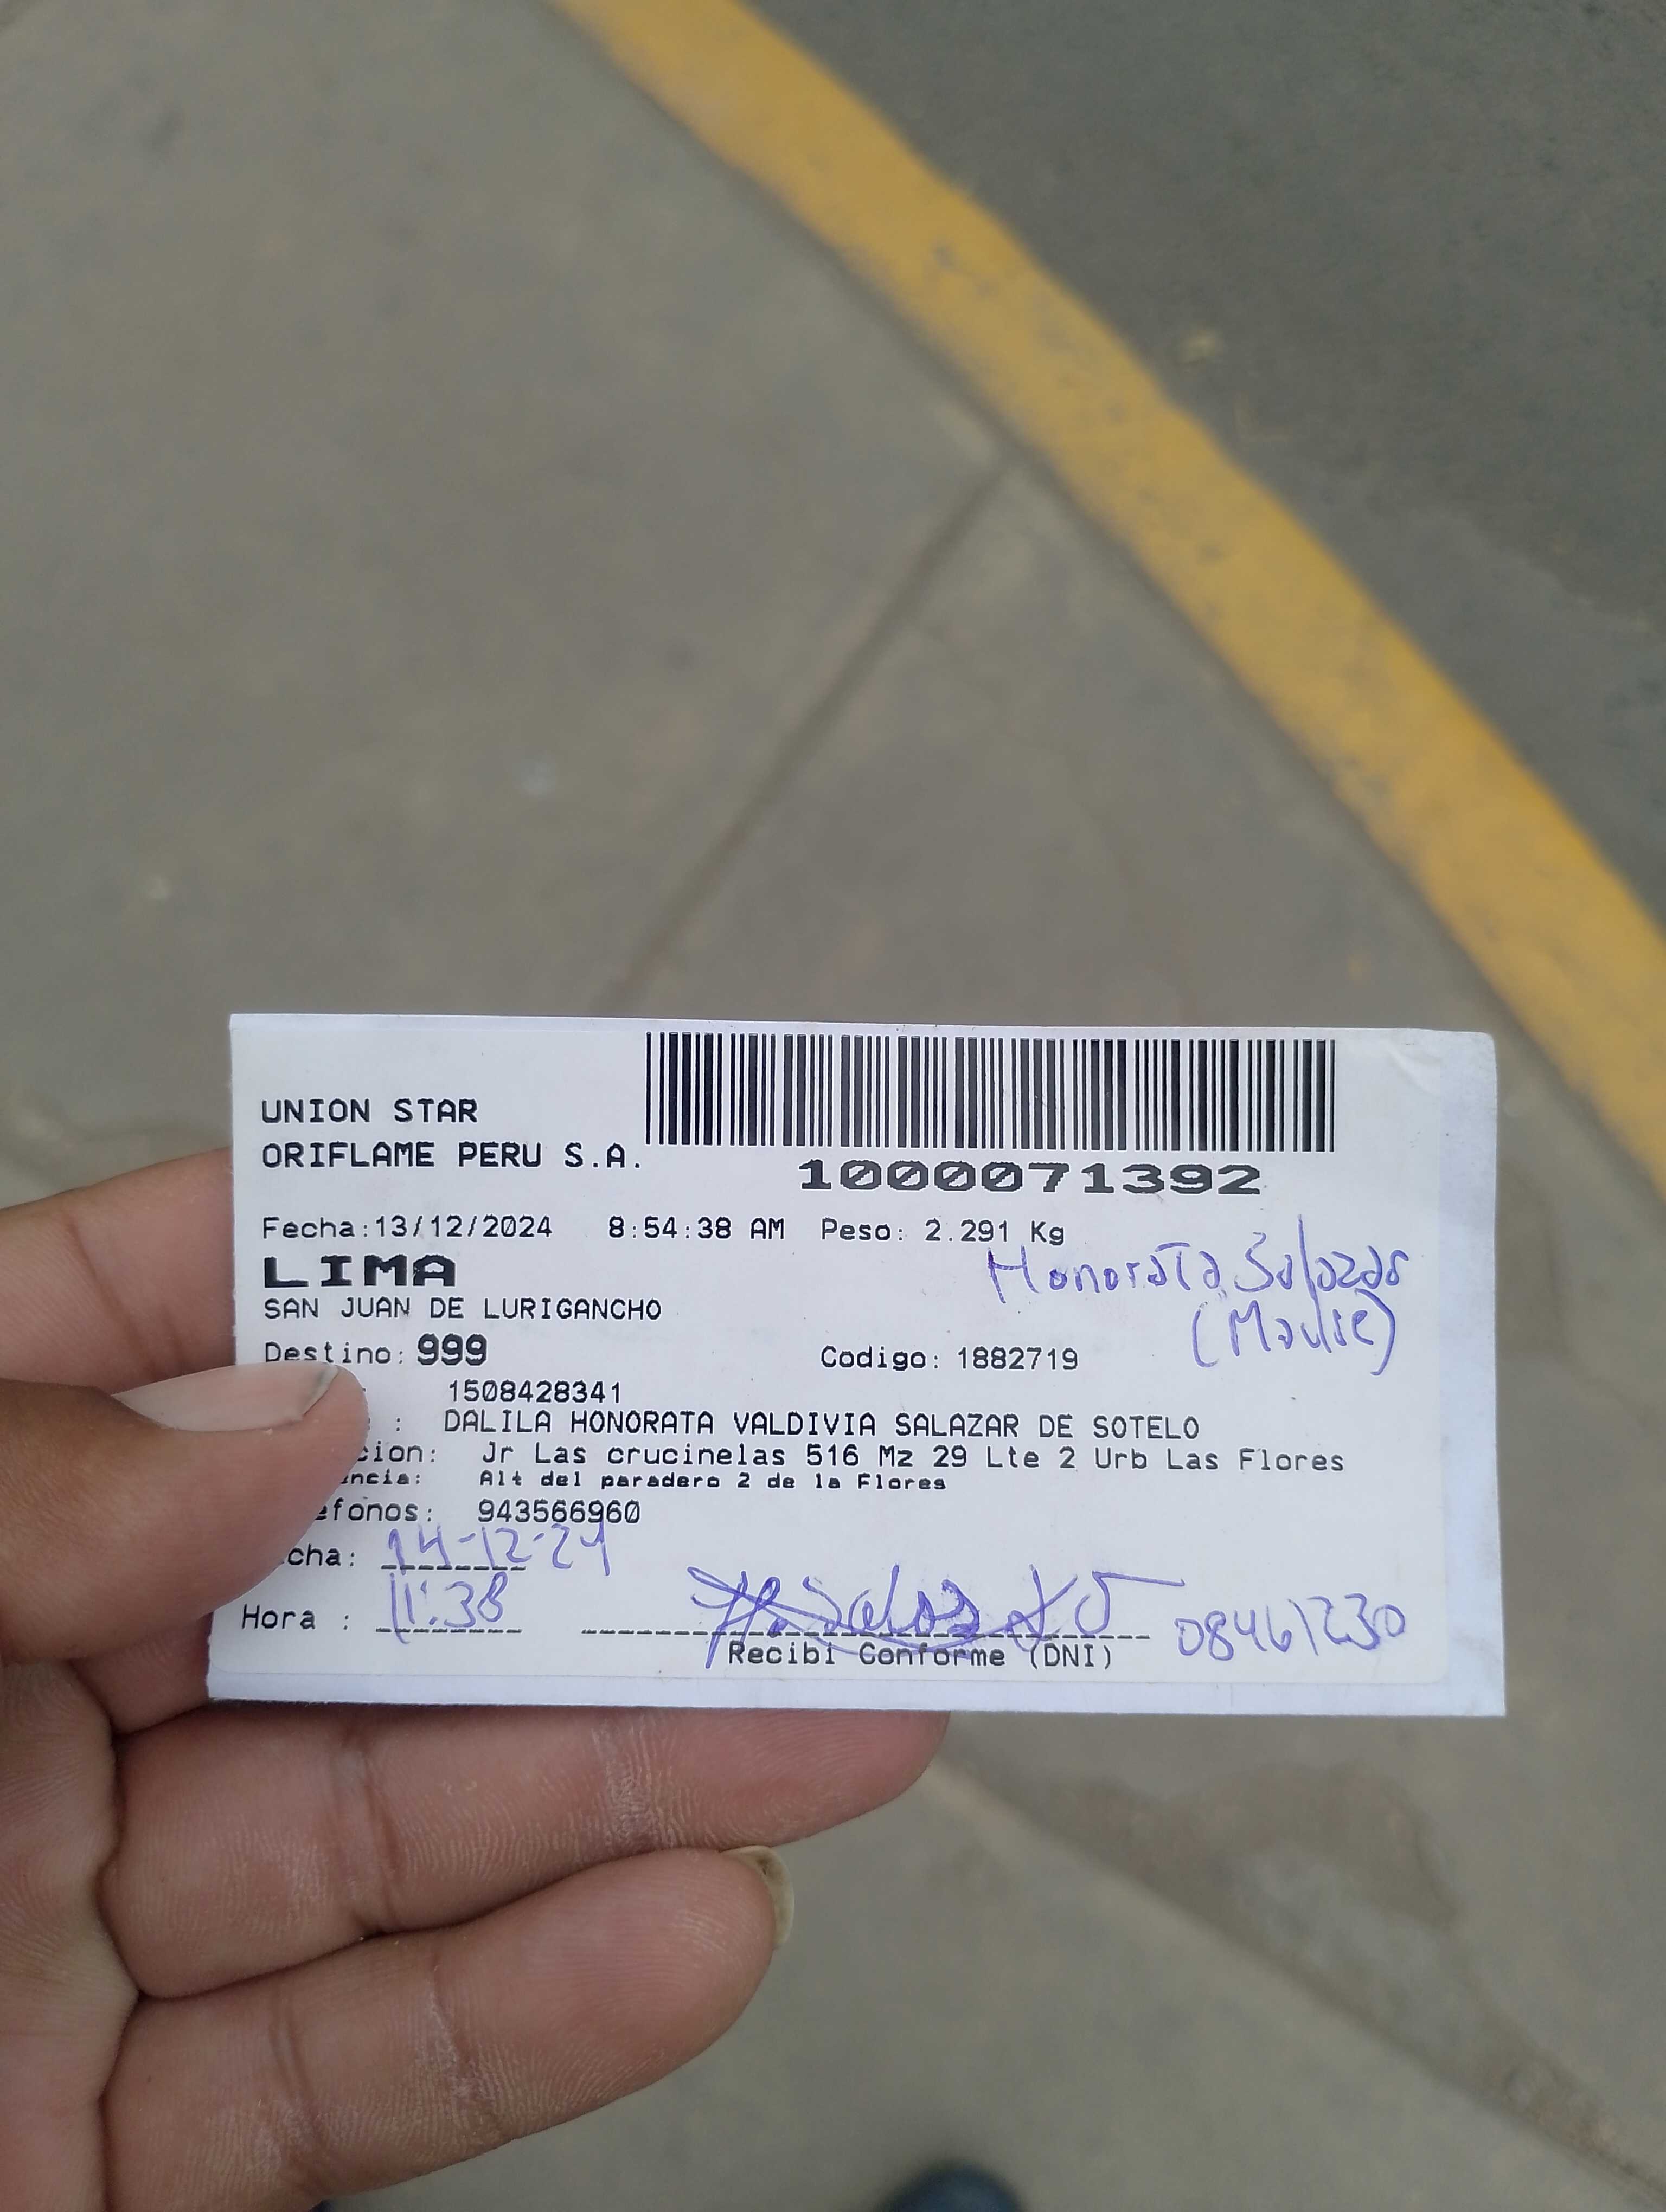 UNION STAR
ORIFLAME PERU S.A.
1000071392
Fecha:13/12/2024 8:54:38 AM Peso: 2.291 Kg
Honorata Salazar
LIMA
SAN JUAN DE LURIGANCHO
Destino: 999 Codigo: 1882719
1508428341
: DALILA HONORATA VALDIVIA SALAZAR DE SOTELO
cion: Jr Las crucinelas 516 Mz 29 Lte 2 Urb Las Flores
encia: Alt del paradero 2 de la Flores
efonos: 943566960
cha: 14-12-24
Hora : 11:38 08461230
Recibi Conforme (DNI)